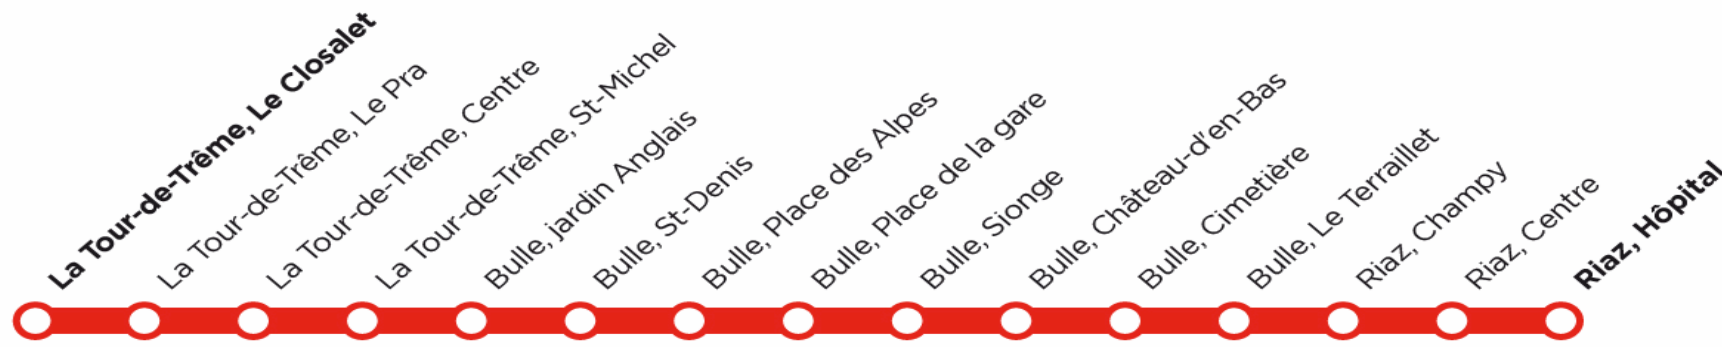 La Tour-de-Trême, Le Closalet
La Tour-de-Trême, Le Pra
La Tour-de-Trême, Centre
La Tour-de-Trême, St-Michel
Bulle, jardin Anglais
Bulle, St-Denis
Bulle, Place des Alpes
Bulle, Place de la gare
Bulle, Sionge
Bulle, Château-d'en-Bas
Bulle, Cimetière
Bulle, Le Terraillet
Riaz, Champy
Riaz, Centre
Riaz, Hôpital